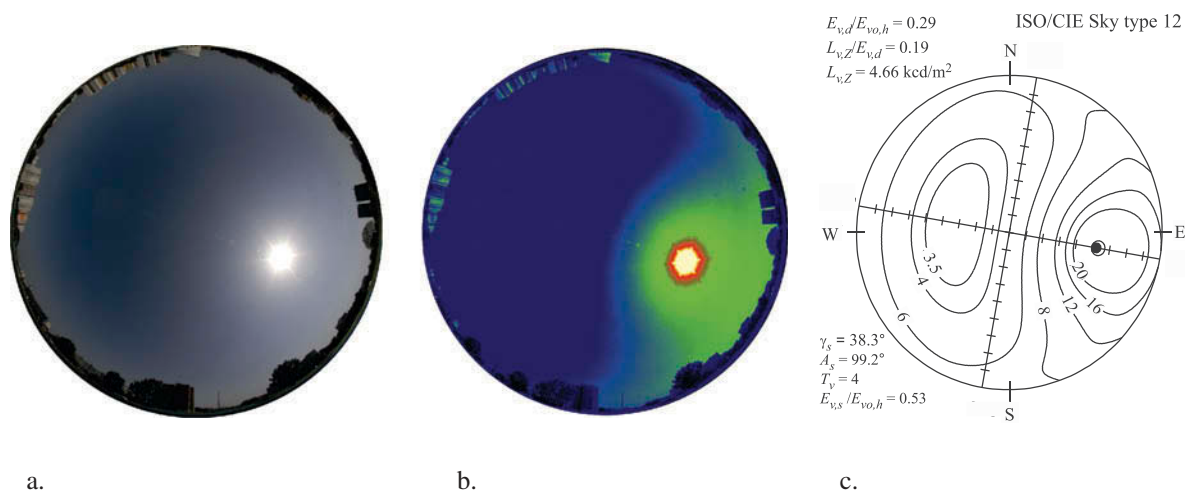 E_{v,d}/E_{vo,h} = 0.29
L_{v,Z}/E_{v,d} = 0.19
L_{v,Z} = 4.66 kcd/m²
ISO/CIE Sky type 12
N
W
E
S
3.5
4
6
8
12
16
20
γ_s = 38.3°
A_s = 99.2°
T_v = 4
E_{v,s} /E_{vo,h} = 0.53
a.
b.
c.